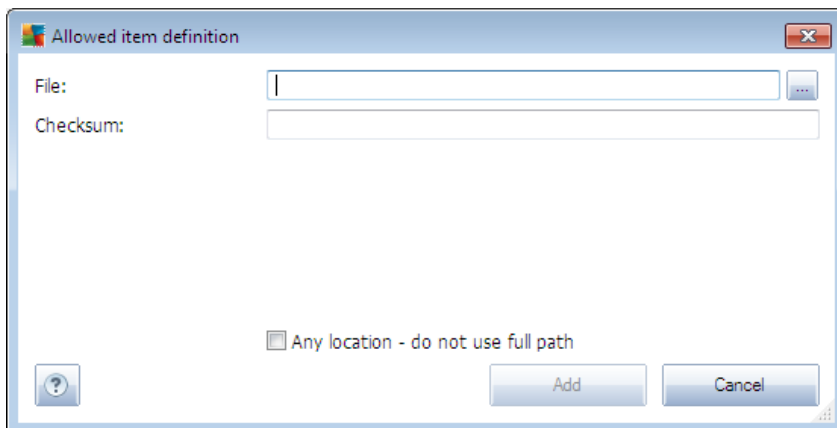 Allowed item definition
File:
...
Checksum:
Any location - do not use full path
?
Add
Cancel